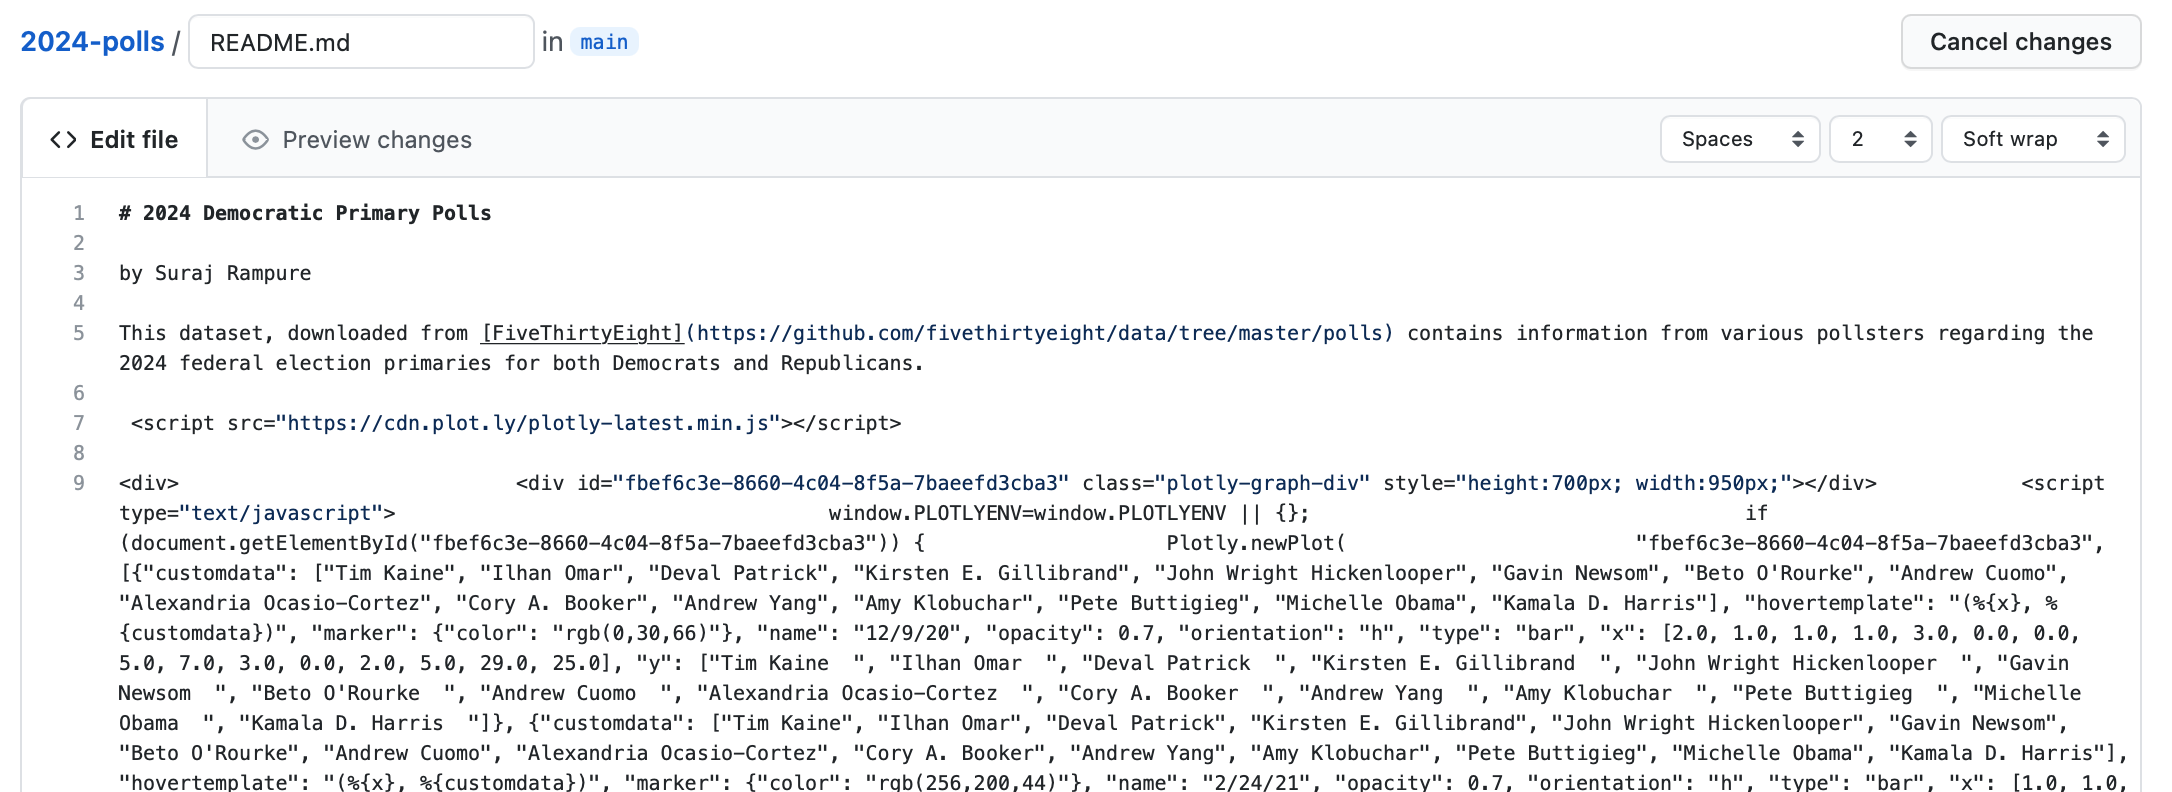 2024-polls / README.md in main Cancel changes
Edit file Preview changes Spaces 2 Soft wrap
1 # 2024 Democratic Primary Polls
2
3 by Suraj Rampure
4
5 This dataset, downloaded from [FiveThirtyEight](https://github.com/fivethirtyeight/data/tree/master/polls) contains information from various pollsters regarding the
2024 federal election primaries for both Democrats and Republicans.
6
7 <script src="https://cdn.plot.ly/plotly-latest.min.js"></script>
8
9 <div> <div id="fbef6c3e-8660-4c04-8f5a-7baeefd3cba3" class="plotly-graph-div" style="height:700px; width:950px;"></div> <script
type="text/javascript"> window.PLOTLYENV=window.PLOTLYENV || {}; if
(document.getElementById("fbef6c3e-8660-4c04-8f5a-7baeefd3cba3")) { Plotly.newPlot( "fbef6c3e-8660-4c04-8f5a-7baeefd3cba3",
[{"customdata": ["Tim Kaine", "Ilhan Omar", "Deval Patrick", "Kirsten E. Gillibrand", "John Wright Hickenlooper", "Gavin Newsom", "Beto O'Rourke", "Andrew Cuomo",
"Alexandria Ocasio-Cortez", "Cory A. Booker", "Andrew Yang", "Amy Klobuchar", "Pete Buttigieg", "Michelle Obama", "Kamala D. Harris"], "hovertemplate": "(%{x}, %
{customdata})", "marker": {"color": "rgb(0,30,66)"}, "name": "12/9/20", "opacity": 0.7, "orientation": "h", "type": "bar", "x": [2.0, 1.0, 1.0, 1.0, 3.0, 0.0, 0.0,
5.0, 7.0, 3.0, 0.0, 2.0, 5.0, 29.0, 25.0], "y": ["Tim Kaine  ", "Ilhan Omar  ", "Deval Patrick  ", "Kirsten E. Gillibrand  ", "John Wright Hickenlooper  ", "Gavin
Newsom  ", "Beto O'Rourke  ", "Andrew Cuomo  ", "Alexandria Ocasio-Cortez  ", "Cory A. Booker  ", "Andrew Yang  ", "Amy Klobuchar  ", "Pete Buttigieg  ", "Michelle
Obama  ", "Kamala D. Harris  "]}, {"customdata": ["Tim Kaine", "Ilhan Omar", "Deval Patrick", "Kirsten E. Gillibrand", "John Wright Hickenlooper", "Gavin Newsom",
"Beto O'Rourke", "Andrew Cuomo", "Alexandria Ocasio-Cortez", "Cory A. Booker", "Andrew Yang", "Amy Klobuchar", "Pete Buttigieg", "Michelle Obama", "Kamala D. Harris"],
"hovertemplate": "(%{x}, %{customdata})", "marker": {"color": "rgb(256,200,44)"}, "name": "2/24/21", "opacity": 0.7, "orientation": "h", "type": "bar", "x": [1.0, 1.0,